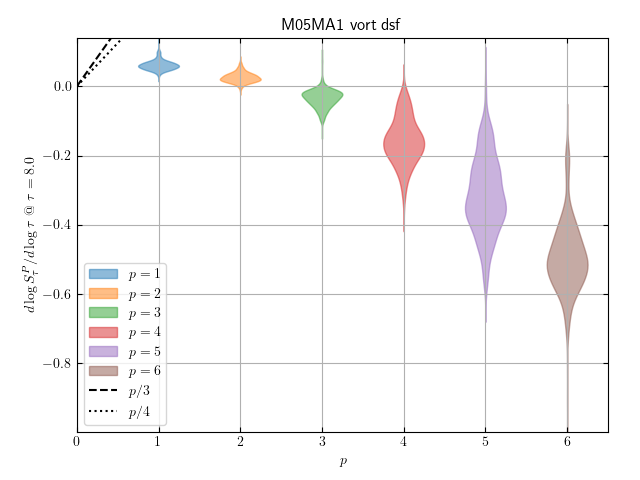 M05MA1 vort dsf
d log S_τ^P / d log τ @ τ = 8.0
0.0
−0.2
−0.4
−0.6
−0.8
p = 1
p = 2
p = 3
p = 4
p = 5
p = 6
p/3
p/4
0 1 2 3 4 5 6
p